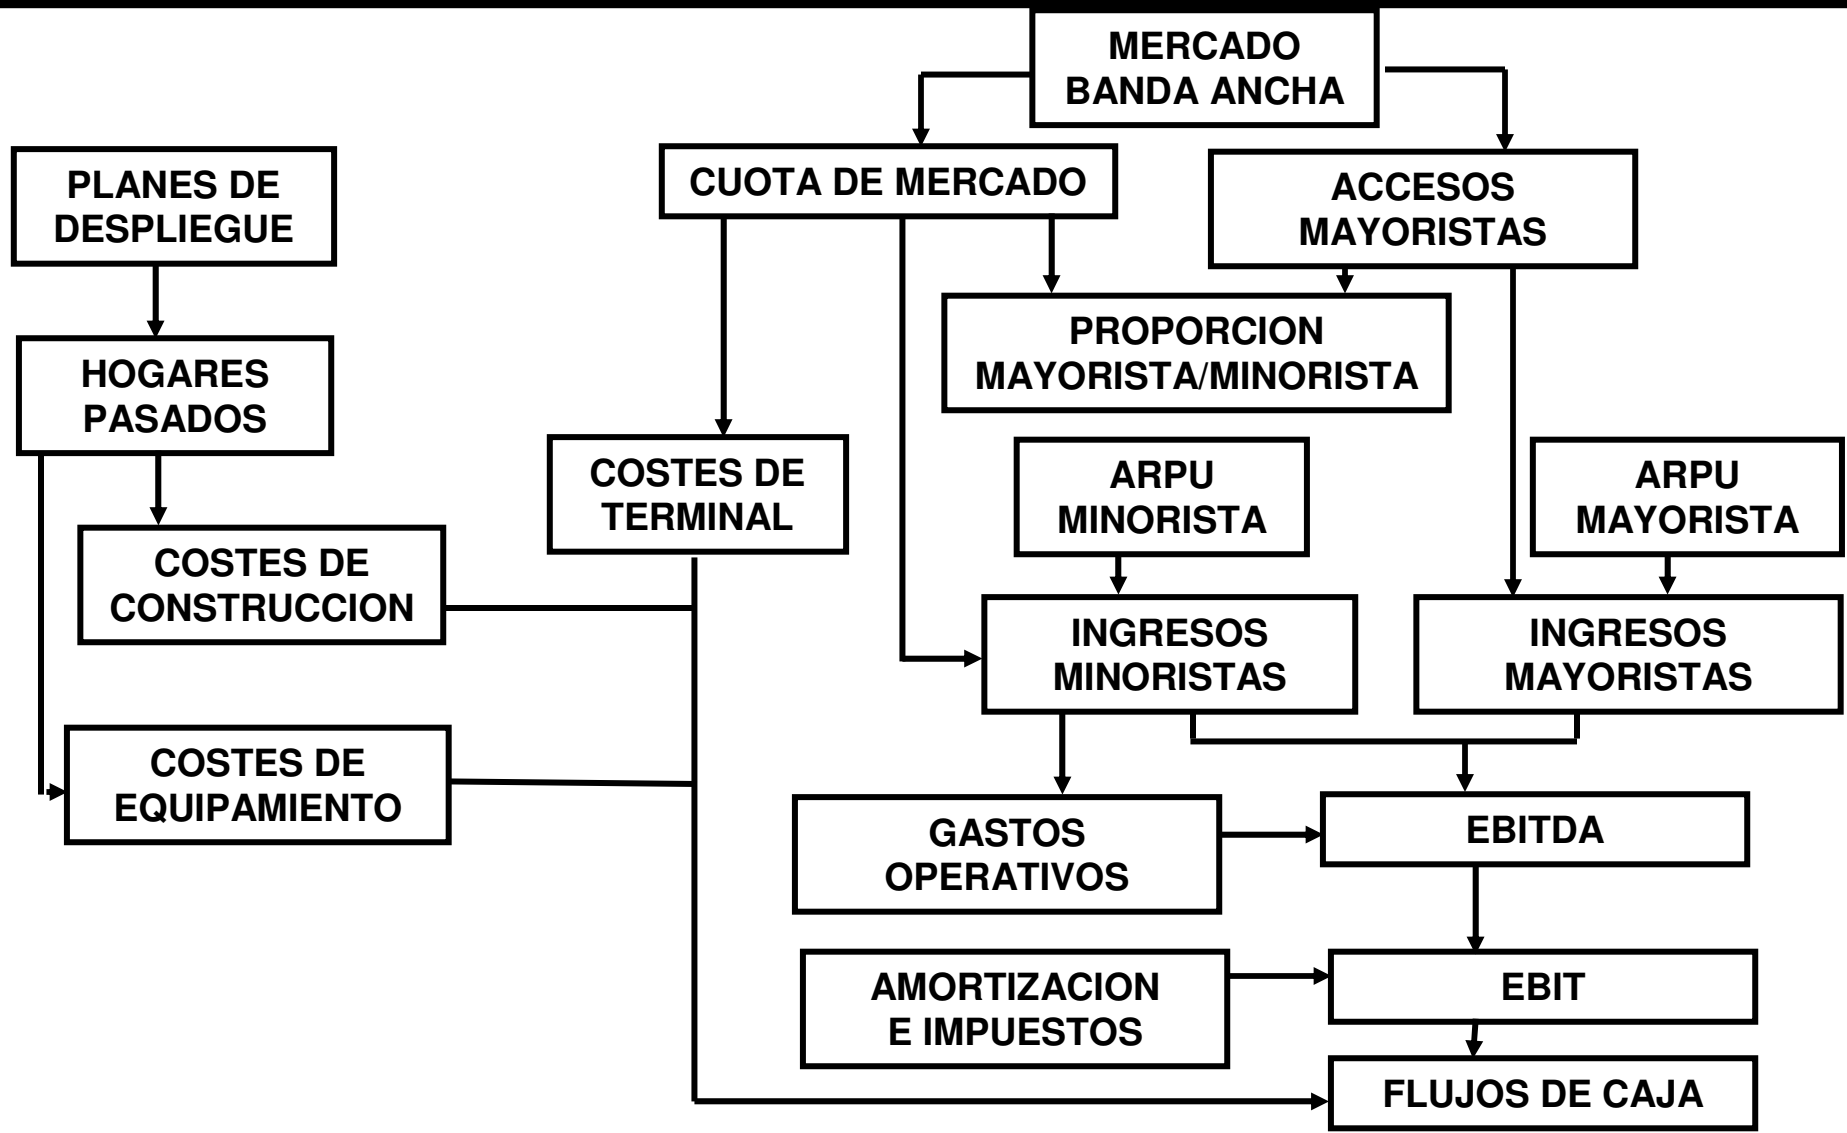 MERCADO
BANDA ANCHA
PLANES DE
DESPLIEGUE
CUOTA DE MERCADO
ACCESOS
MAYORISTAS
HOGARES
PASADOS
PROPORCION
MAYORISTA/MINORISTA
COSTES DE
TERMINAL
ARPU
MINORISTA
ARPU
MAYORISTA
COSTES DE
CONSTRUCCION
INGRESOS
MINORISTAS
INGRESOS
MAYORISTAS
COSTES DE
EQUIPAMIENTO
GASTOS
OPERATIVOS
EBITDA
AMORTIZACION
E IMPUESTOS
EBIT
FLUJOS DE CAJA